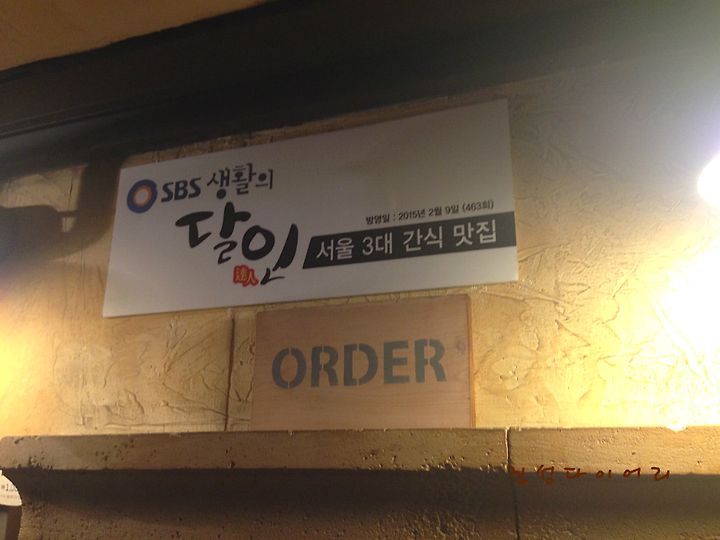 SBS 생활의
달인
達人
방영일 : 2015년 2월 9일 (463회)
서울 3대 간식 맛집
ORDER